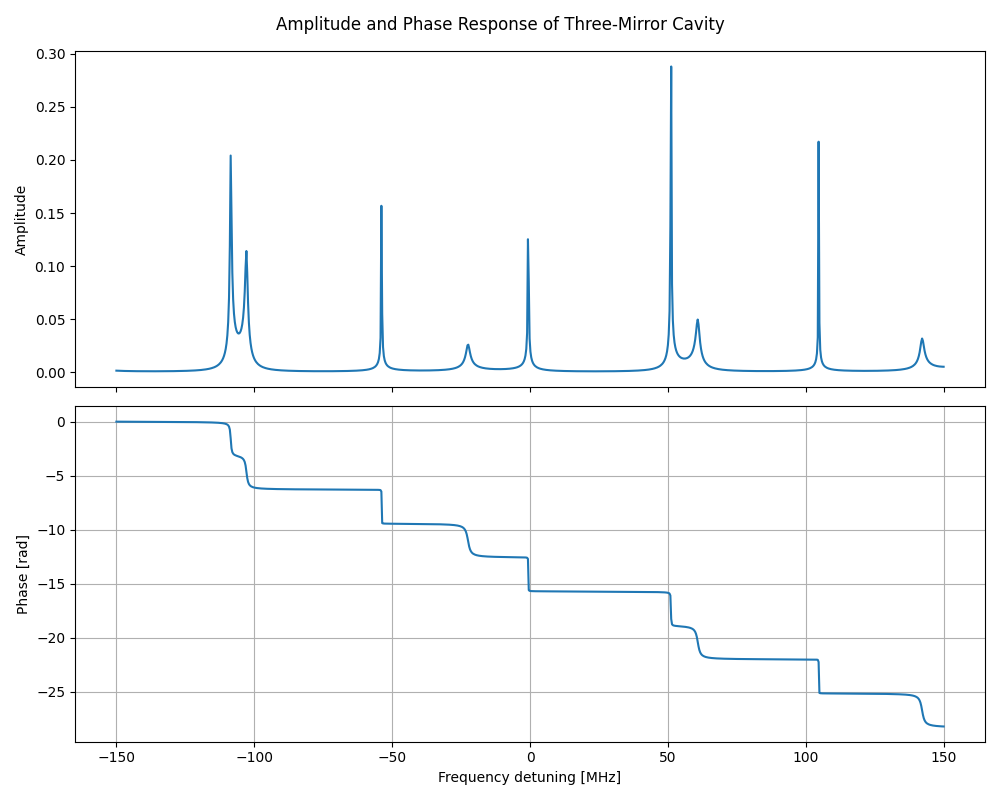 Amplitude and Phase Response of Three-Mirror Cavity
0.30
0.25
0.20
0.15
0.10
0.05
0.00
Amplitude
0
−5
−10
−15
−20
−25
Phase [rad]
−150 −100 −50 0 50 100 150
Frequency detuning [MHz]